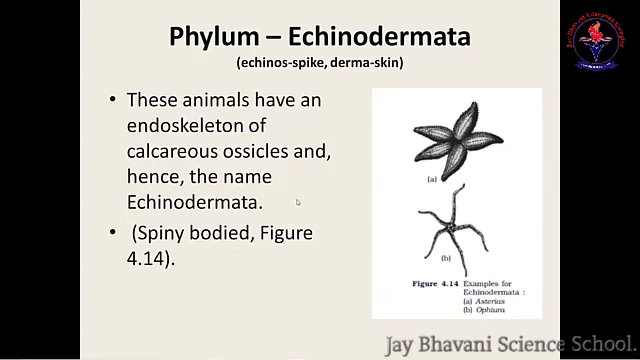 Phylum – Echinodermata
(echinos-spike, derma-skin)
• These animals have an
endoskeleton of
calcareous ossicles and,
hence, the name
Echinodermata.
• (Spiny bodied, Figure
4.14).
(a)
(b)
Figure 4.14 Examples for
Echinodermata :
(a) Asterias
(b) Ophiura
Jay Bhavani Science School.